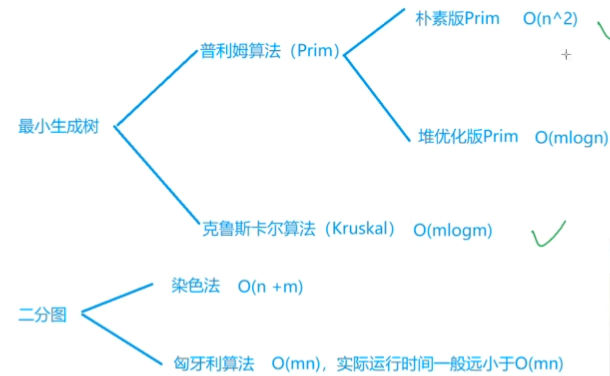 朴素版Prim O(n^2)
普利姆算法（Prim）
最小生成树
堆优化版Prim O(mlogn)
克鲁斯卡尔算法（Kruskal） O(mlogm)
染色法 O(n +m)
二分图
匈牙利算法 O(mn)，实际运行时间一般远小于O(mn)